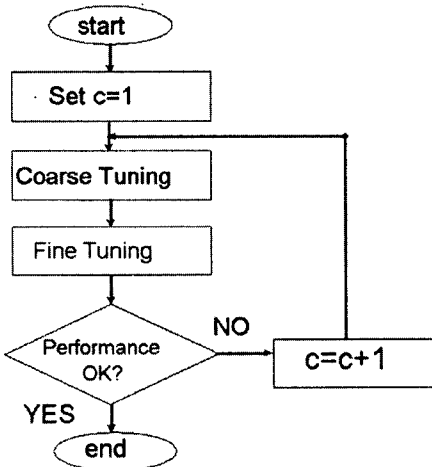 start
Set c=1
Coarse Tuning
Fine Tuning
Performance
OK?
NO
c=c+1
YES
end